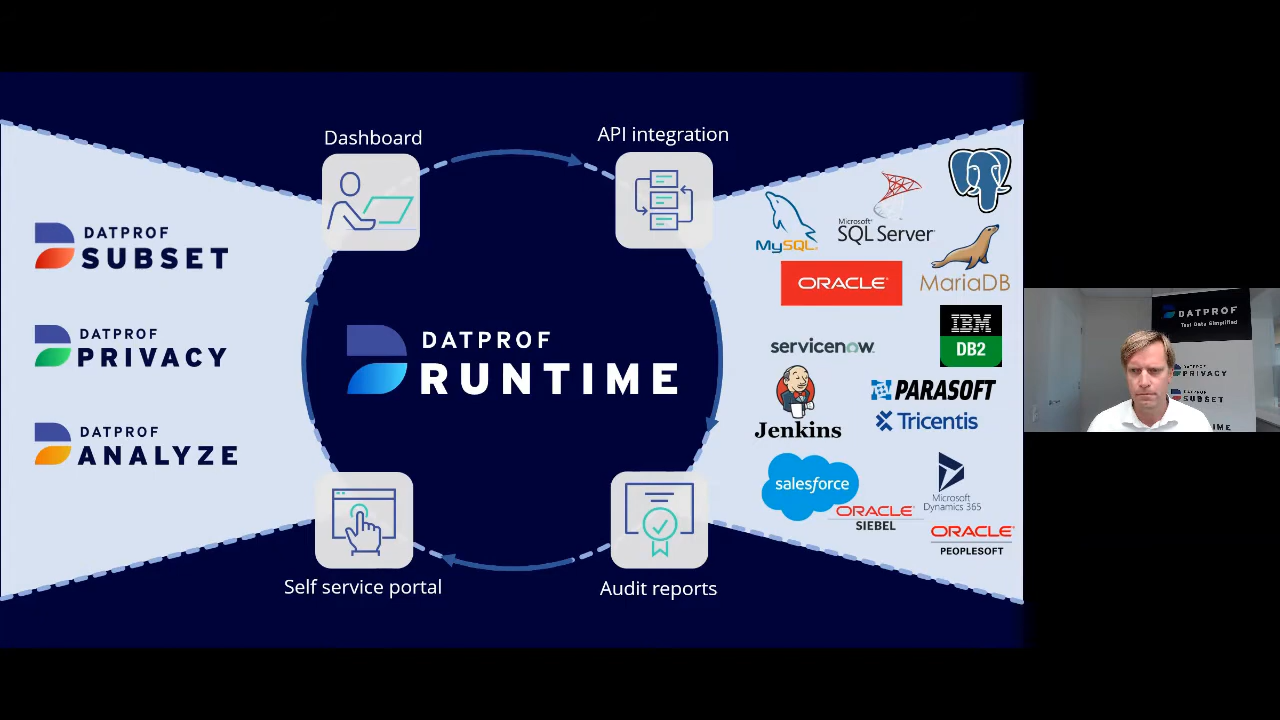 Dashboard
API integration
DATPROF
SUBSET
DATPROF
PRIVACY
DATPROF
ANALYZE
DATPROF
RUNTIME
Self service portal
Audit reports
MySQL
Microsoft
SQL Server
ORACLE
MariaDB
servicenow
IBM
DB2
Jenkins
PARASOFT
Tricentis
salesforce
ORACLE
SIEBEL
Microsoft
Dynamics 365
ORACLE
PEOPLESOFT
DATPROF
Test Data Simplified
PRIVACY
SUBSET